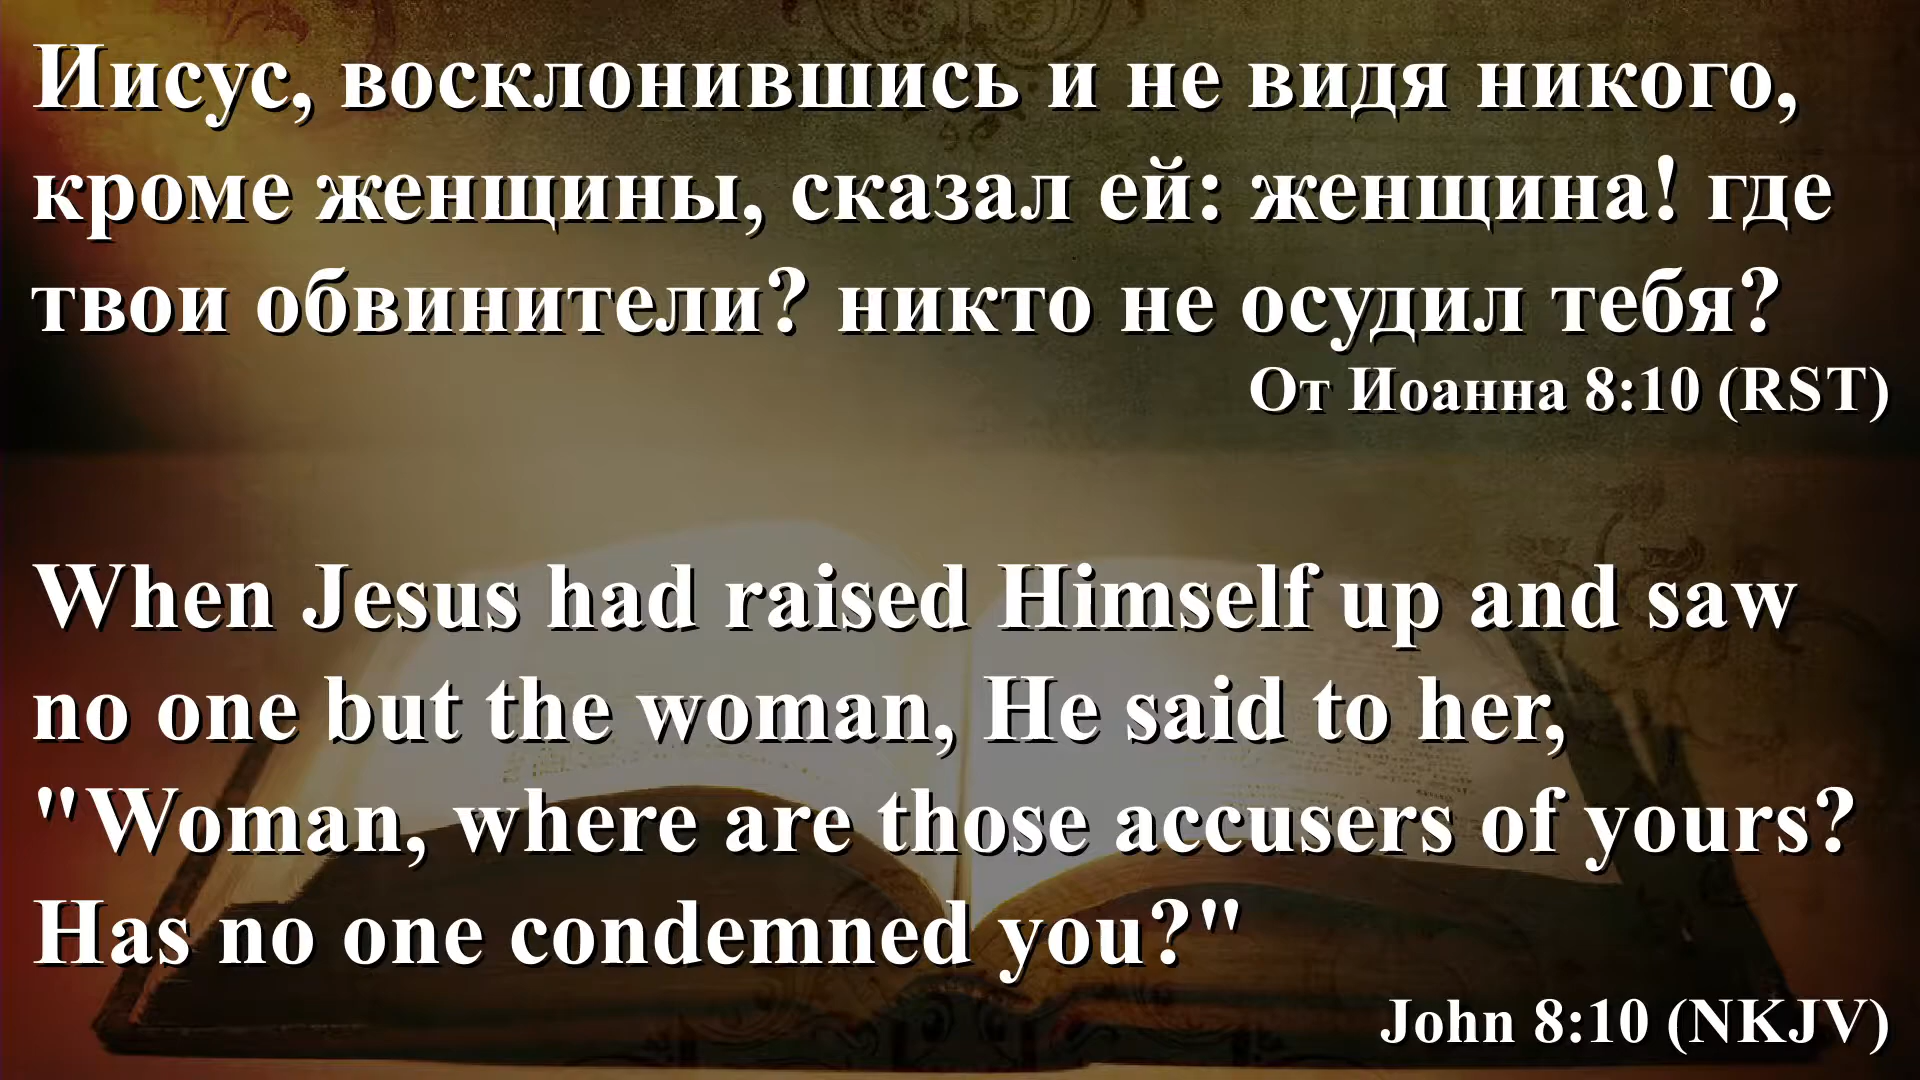 Иисус, восклонившись и не видя никого,
кроме женщины, сказал ей: женщина! где
твои обвинители? никто не осудил тебя?
От Иоанна 8:10 (RST)
When Jesus had raised Himself up and saw
no one but the woman, He said to her,
"Woman, where are those accusers of yours?
Has no one condemned you?"
John 8:10 (NKJV)